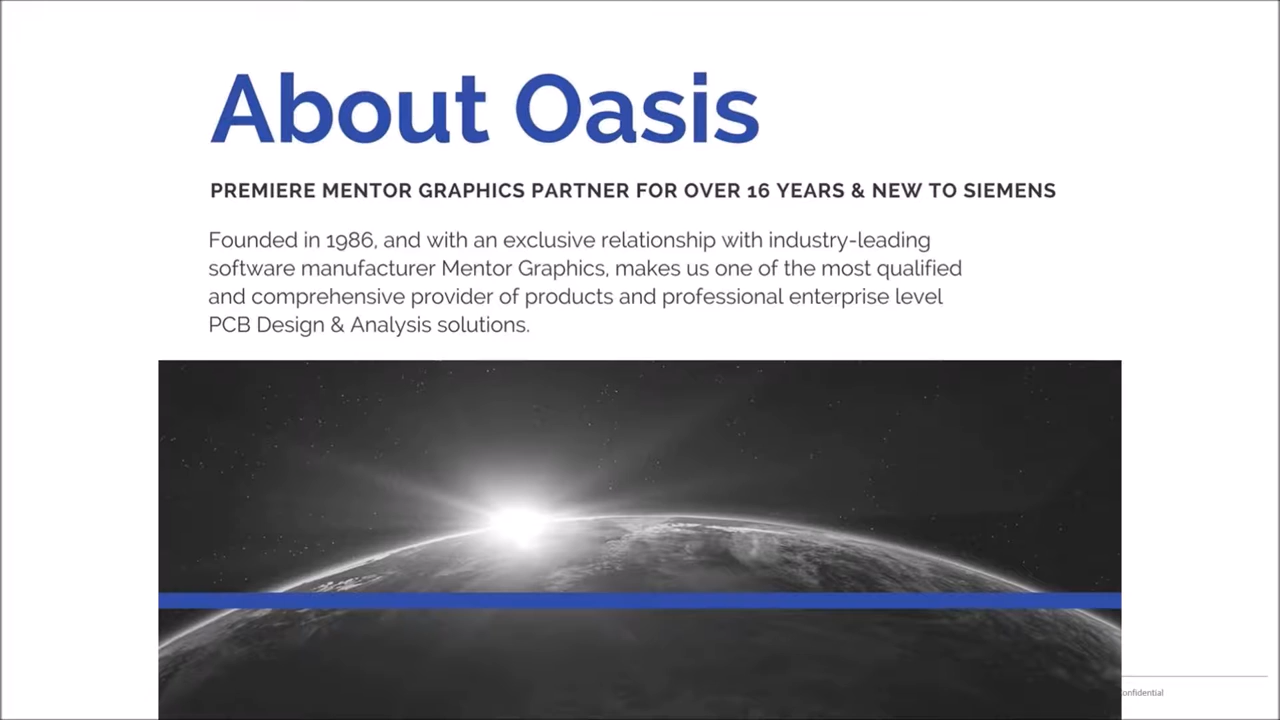 About Oasis
PREMIERE MENTOR GRAPHICS PARTNER FOR OVER 16 YEARS & NEW TO SIEMENS
Founded in 1986, and with an exclusive relationship with industry-leading
software manufacturer Mentor Graphics, makes us one of the most qualified
and comprehensive provider of products and professional enterprise level
PCB Design & Analysis solutions.
onfidential